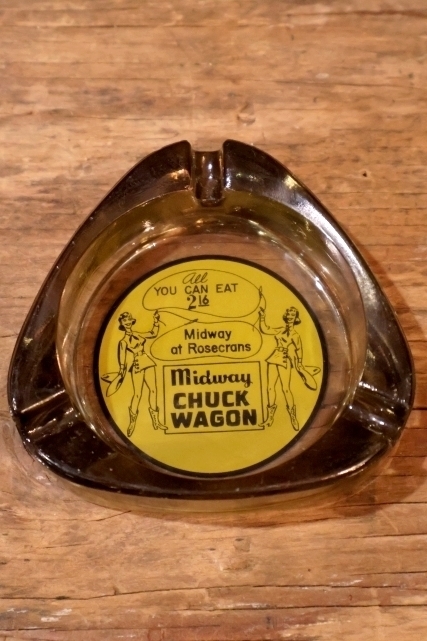 All
YOU CAN EAT
2 16
Midway
at Rosecrans
Midway
CHUCK
WAGON